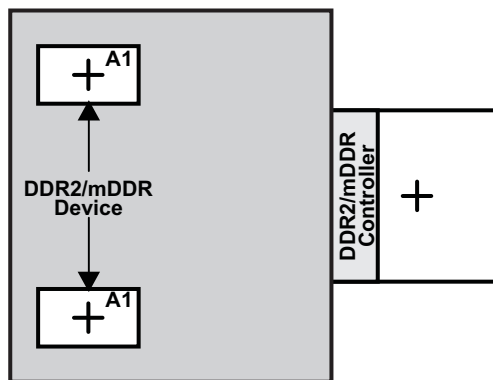 A1
DDR2/mDDR
Device
A1
DDR2/mDDR
Controller